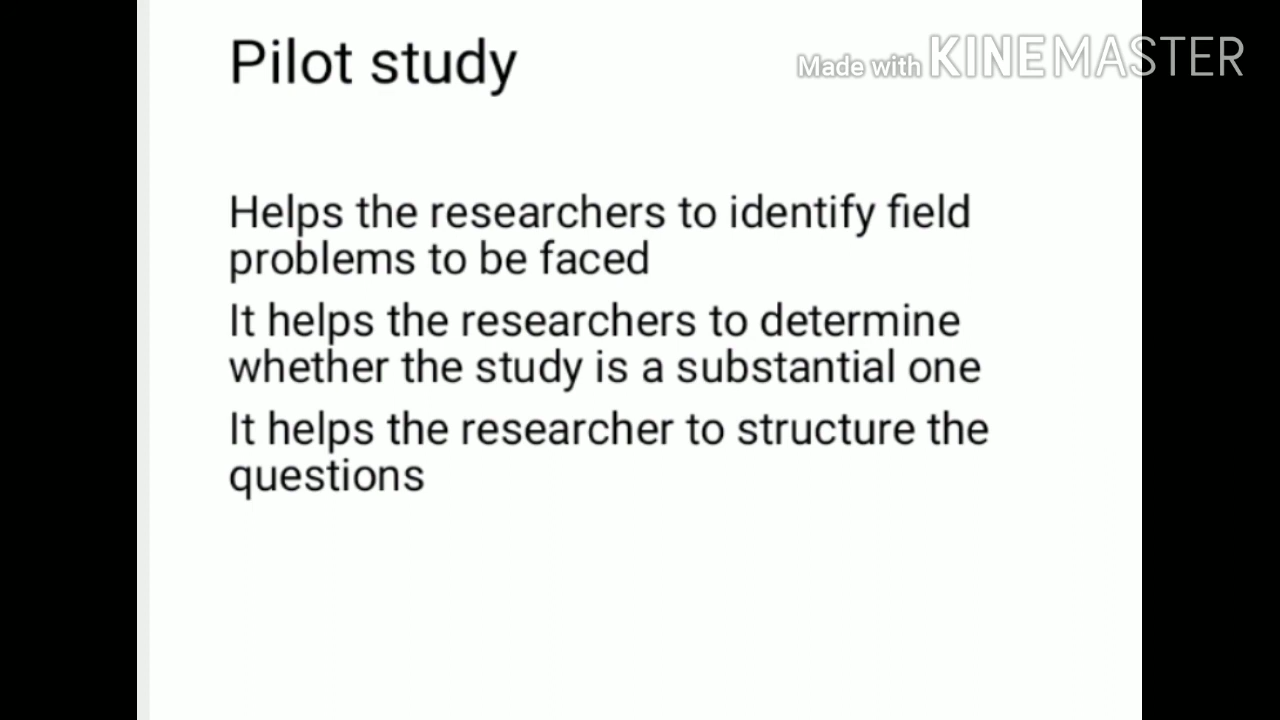 Pilot study
Made with KINEMASTER
Helps the researchers to identify field
problems to be faced
It helps the researchers to determine
whether the study is a substantial one
It helps the researcher to structure the
questions